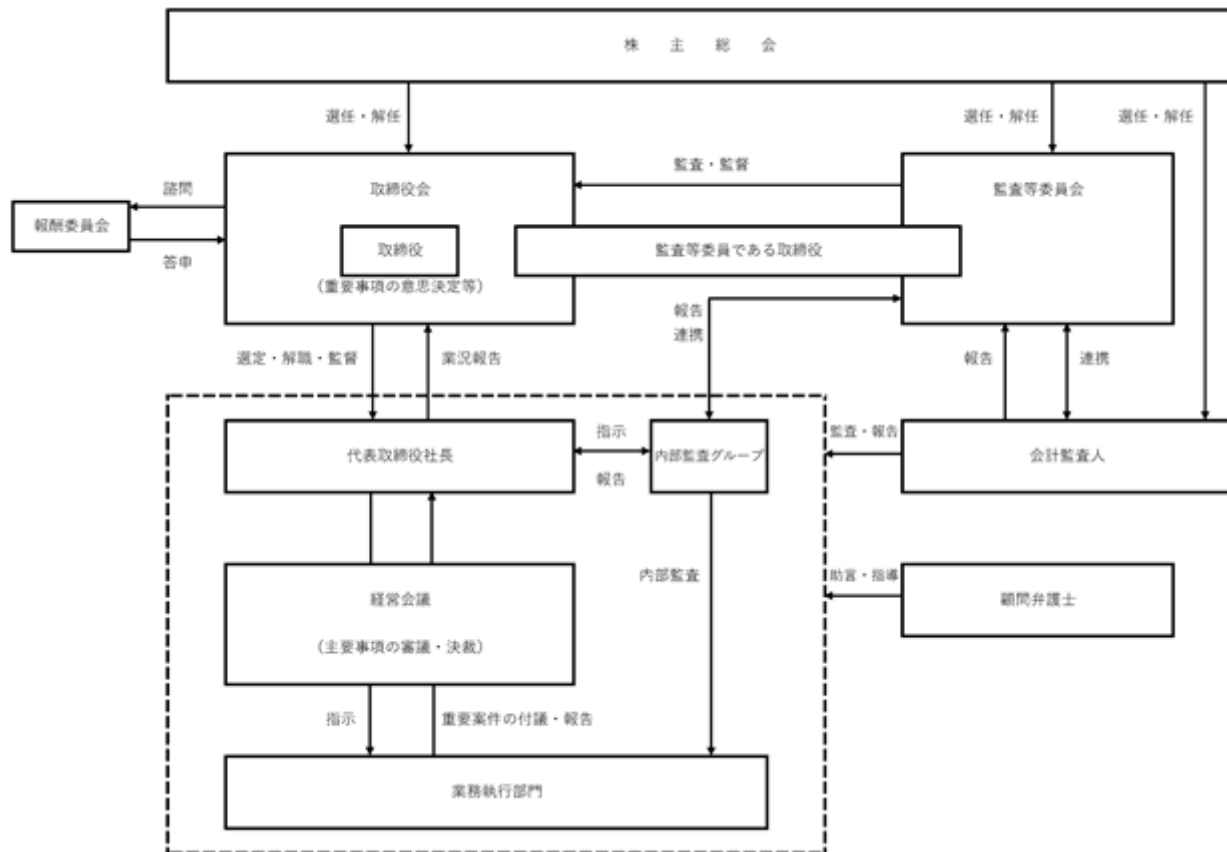 株主総会
選任・解任
選任・解任
選任・解任
取締役会
監査・監督
監査等委員会
諮問
報酬委員会
答申
取締役
監査等委員である取締役
(重要事項の意思決定等)
報告
連携
選定・解職・監督
業況報告
報告
連携
代表取締役社長
指示
報告
内部監査グループ
監査・報告
会計監査人
経営会議
(主要事項の審議・決裁)
内部監査
助言・指導
顧問弁護士
指示
重要案件の付議・報告
業務執行部門